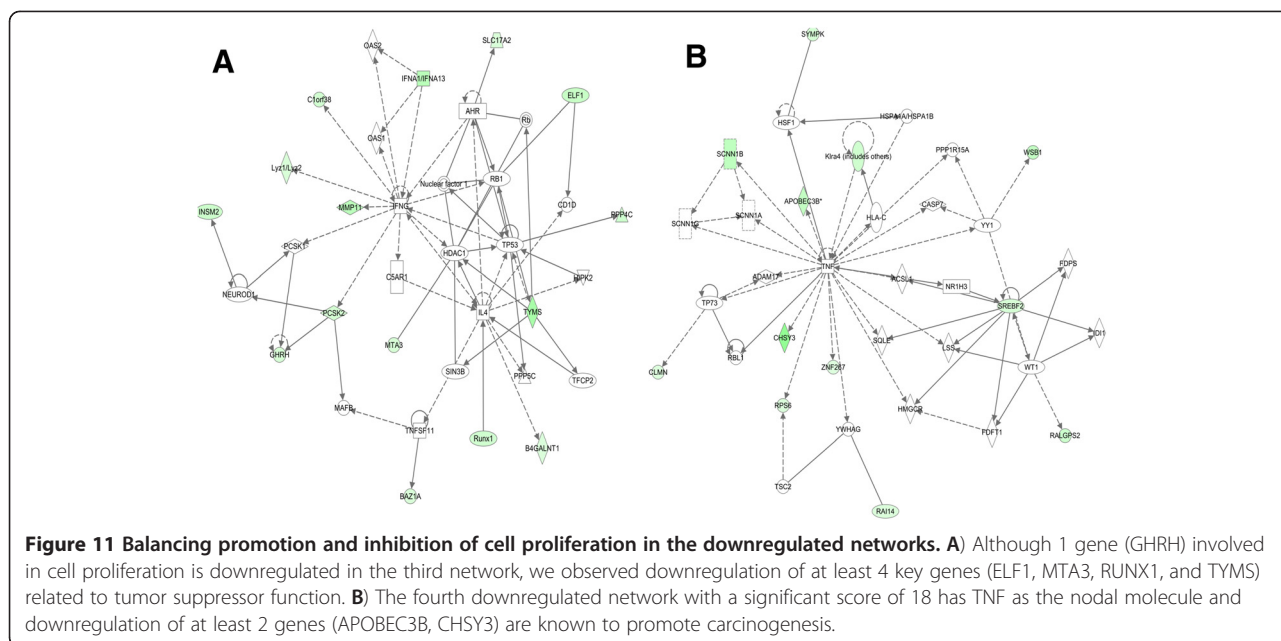 A
OAS2
SLC17A2
IFNA1/IFNA13
C1orf38
ELF1
AHR
Rb
OAS1
Lyz1/Lyz2
RB1
Nuclear factor 1
CD1D
INSM2
MMP11
IFNG
PPP4C
PCSK1
HDAC1
TP53
C5AR1
HIPK2
NEUROD1
PCSK2
IL4
TYMS
GHRH
MTA3
SIN3B
PPP5C
TFCP2
MAFB
TNFSF11
Runx1
B4GALNT1
BAZ1A
B
SYMPK
HSF1
HSPA1A/HSPA1B
SCNN1B
Klra4 (includes others)
PPP1R15A
WSB1
APOBEC3B*
SCNN1G
SCNN1A
HLA-C
CASP7
YY1
TNF
ADAM17
ACSL1
NR1H3
FDPS
TP73
SREBF2
CHSY3
SQLE
LSS
IDI1
RBL1
CLMN
ZNF267
WT1
RPS6
HMGCR
YWHAG
FDFT1
RALGPS2
TSC2
RAI14
Figure 11 Balancing promotion and inhibition of cell proliferation in the downregulated networks. A) Although 1 gene (GHRH) involved
in cell proliferation is downregulated in the third network, we observed downregulation of at least 4 key genes (ELF1, MTA3, RUNX1, and TYMS)
related to tumor suppressor function. B) The fourth downregulated network with a significant score of 18 has TNF as the nodal molecule and
downregulation of at least 2 genes (APOBEC3B, CHSY3) are known to promote carcinogenesis.